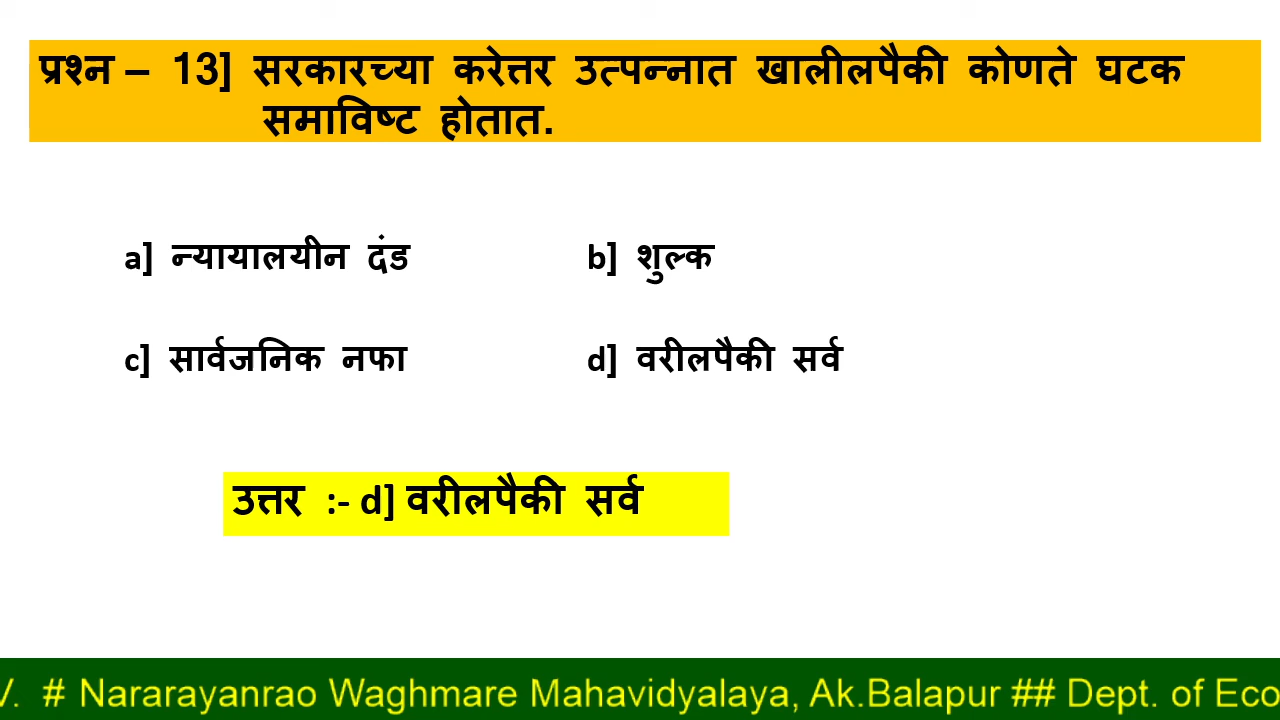 प्रश्न – 13] सरकारच्या करेत्तर उत्पन्नात खालीलपैकी कोणते घटक
समाविष्ट होतात.
a] न्यायालयीन दंड b] शुल्क
c] सार्वजनिक नफा d] वरीलपैकी सर्व
उत्तर :- d] वरीलपैकी सर्व
V. # Nararayanrao Waghmare Mahavidyalaya, Ak.Balapur ## Dept. of Eco